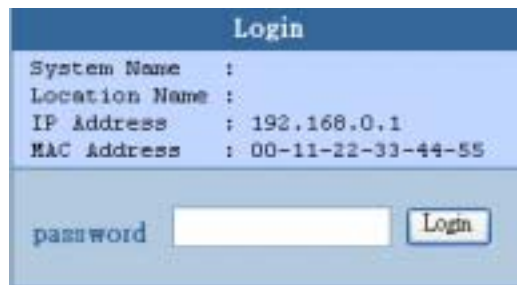 Login
System Name :
Location Name :
IP Address : 192.168.0.1
MAC Address : 00-11-22-33-44-55
password Login